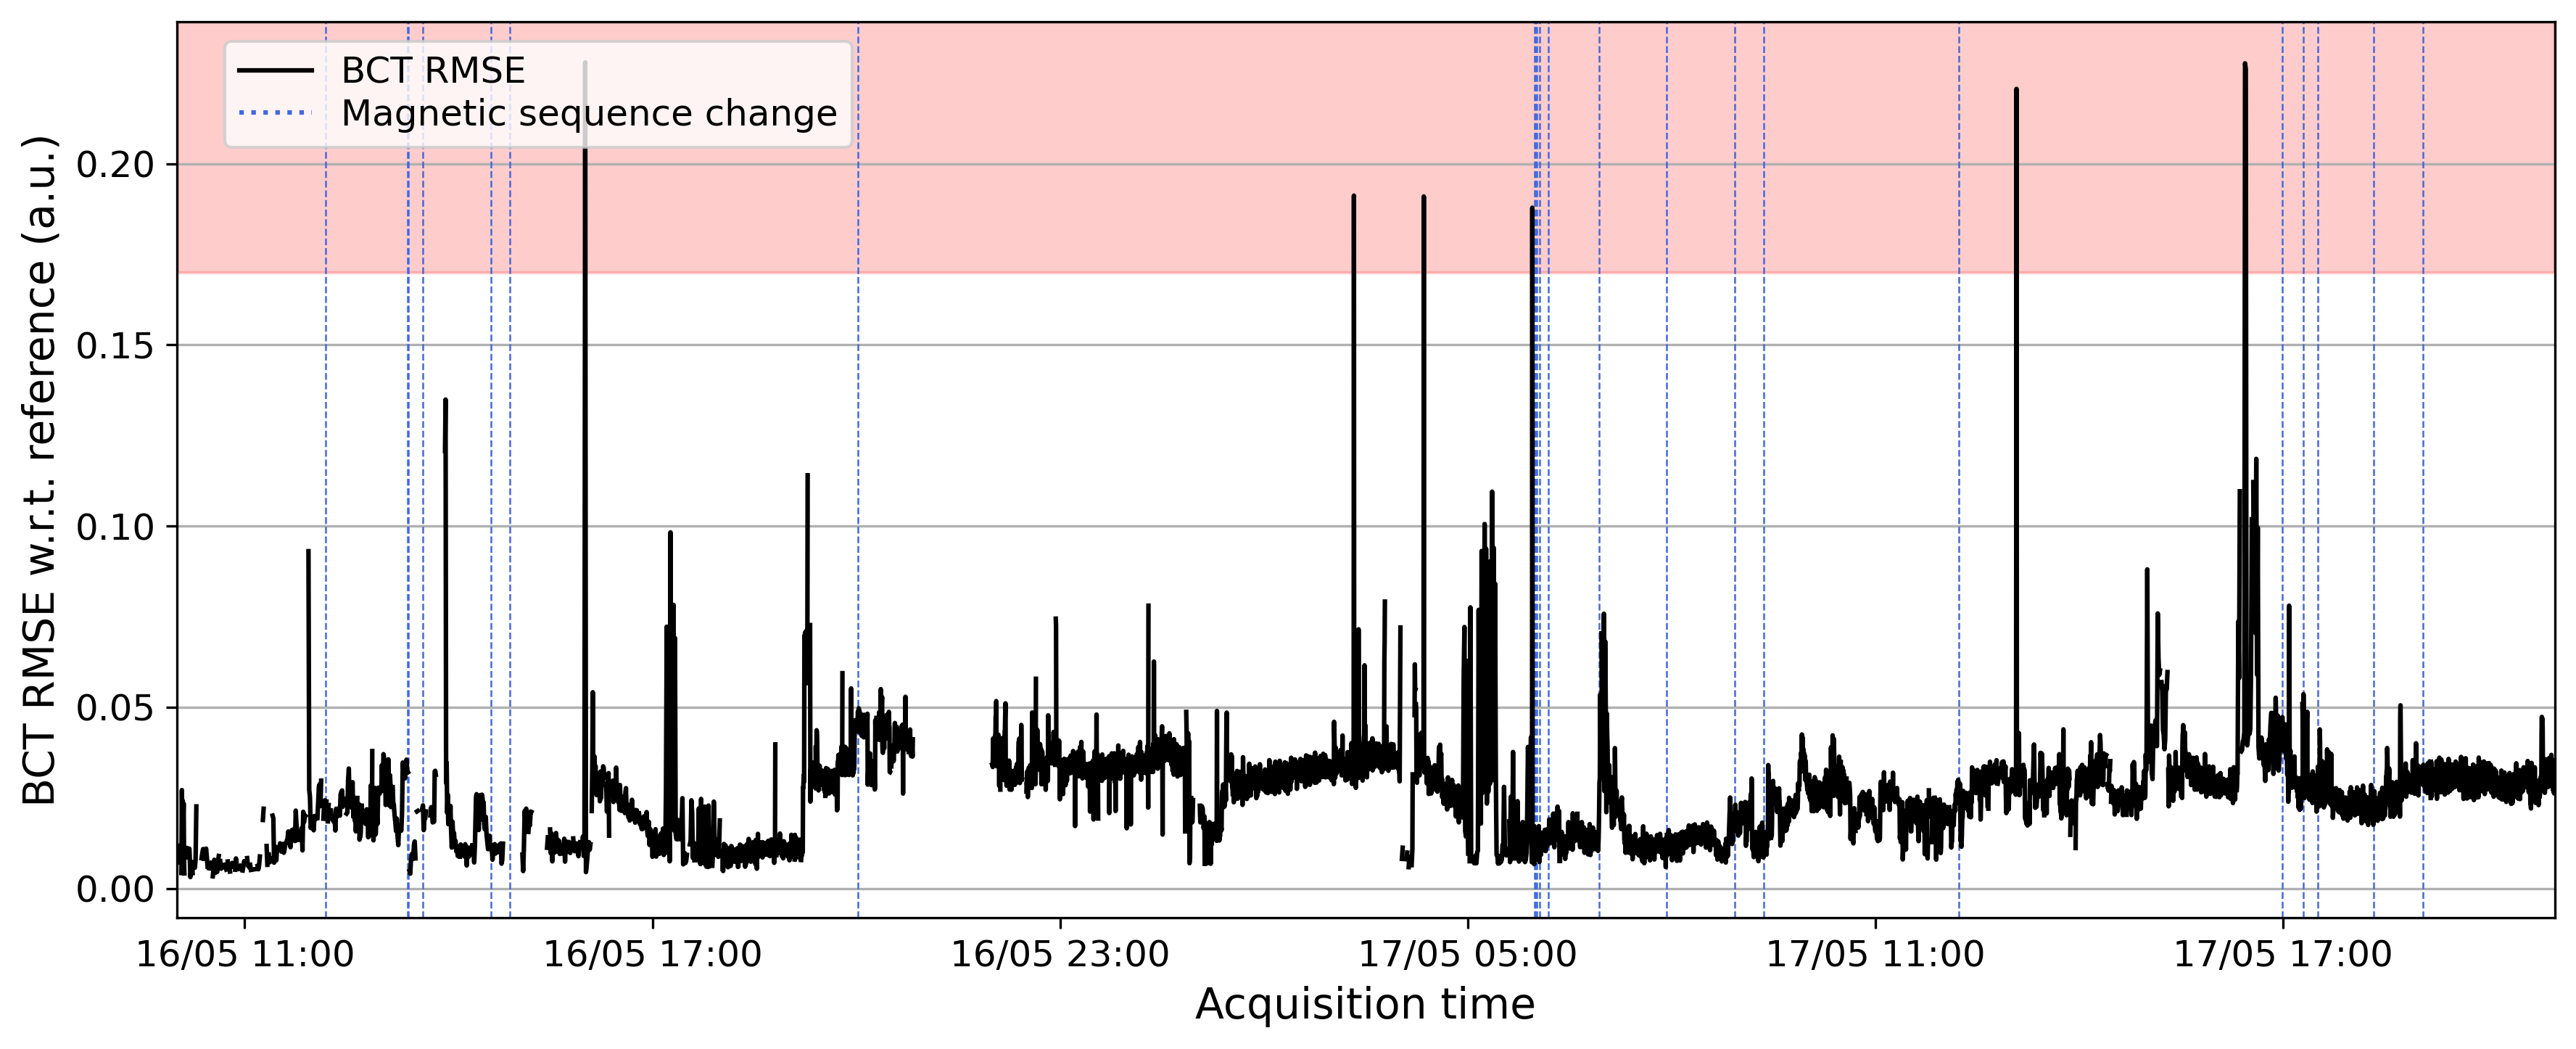 BCT RMSE
Magnetic sequence change
BCT RMSE w.r.t. reference (a.u.)
0.20
0.15
0.10
0.05
0.00
16/05 11:00
16/05 17:00
16/05 23:00
17/05 05:00
17/05 11:00
17/05 17:00
Acquisition time